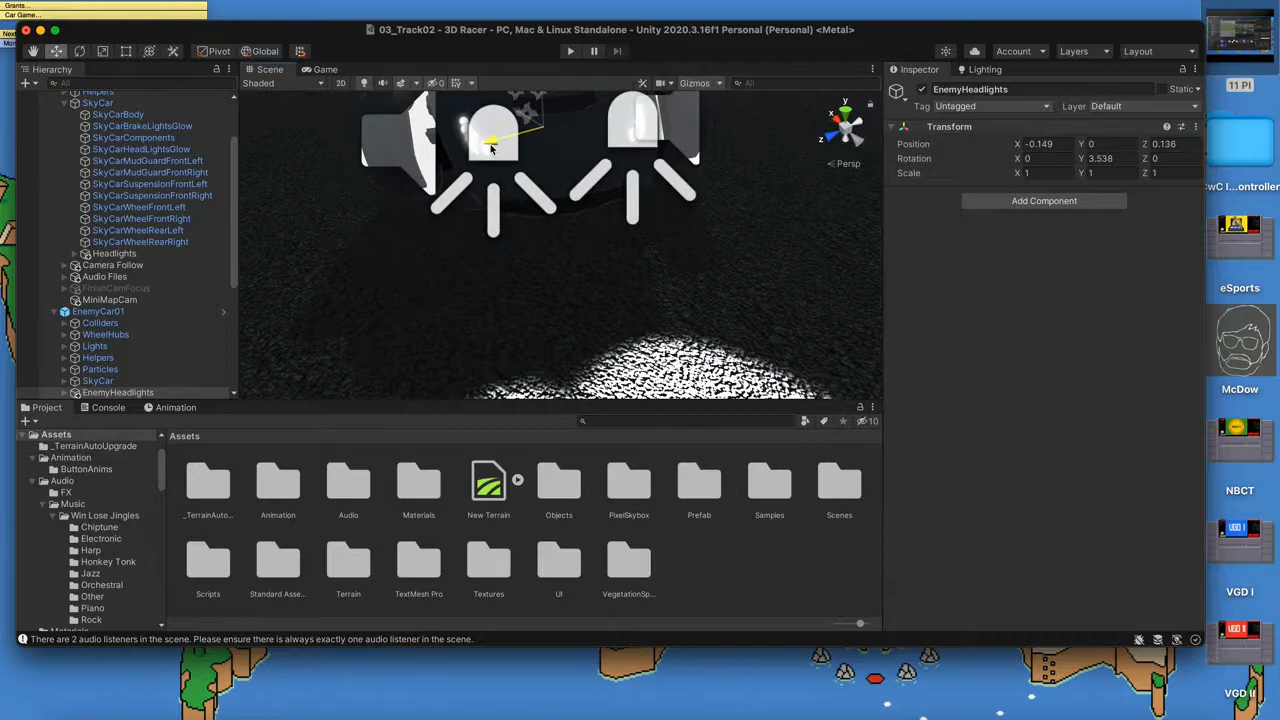 Grants...
Car Game...
03_Track02 - 3D Racer - PC, Mac & Linux Standalone - Unity 2020.3.16f1 Personal (Personal) <Metal>
Pivot Global Account Layers Layout
Hierarchy
All
Helpers
SkyCar
SkyCarBody
SkyCarBrakeLightsGlow
SkyCarComponents
SkyCarHeadLightsGlow
SkyCarMudGuardFrontLeft
SkyCarMudGuardFrontRight
SkyCarSuspensionFrontLeft
SkyCarSuspensionFrontRight
SkyCarWheelFrontLeft
SkyCarWheelFrontRight
SkyCarWheelRearLeft
SkyCarWheelRearRight
Headlights
Camera Follow
Audio Files
FinishCamFocus
MiniMapCam
EnemyCar01
Colliders
WheelHubs
Lights
Helpers
Particles
SkyCar
EnemyHeadlights
Scene Game
Shaded 2D 0 Gizmos All
y
x
z
Persp
Inspector Lighting
EnemyHeadlights Static
Tag Untagged Layer Default
Transform
Position X -0.149 Y 0 Z 0.136
Rotation X 0 Y 3.538 Z 0
Scale X 1 Y 1 Z 1
Add Component
Project Console Animation
10
Assets
_TerrainAutoUpgrade
Animation
ButtonAnims
Audio
FX
Music
Win Lose Jingles
Chiptune
Electronic
Harp
Honkey Tonk
Jazz
Orchestral
Other
Piano
Rock
Assets
_TerrainAuto... Animation Audio Materials New Terrain Objects PixelSkybox Prefab Samples Scenes
Scripts Standard Asse... Terrain TextMesh Pro Textures UI VegetationSp...
There are 2 audio listeners in the scene. Please ensure there is always exactly one audio listener in the scene.
11 PI
CwC I...ontroller
eSports
McDow
NBCT
NBCT
VGD I
VGD I
VGD II
VGD II